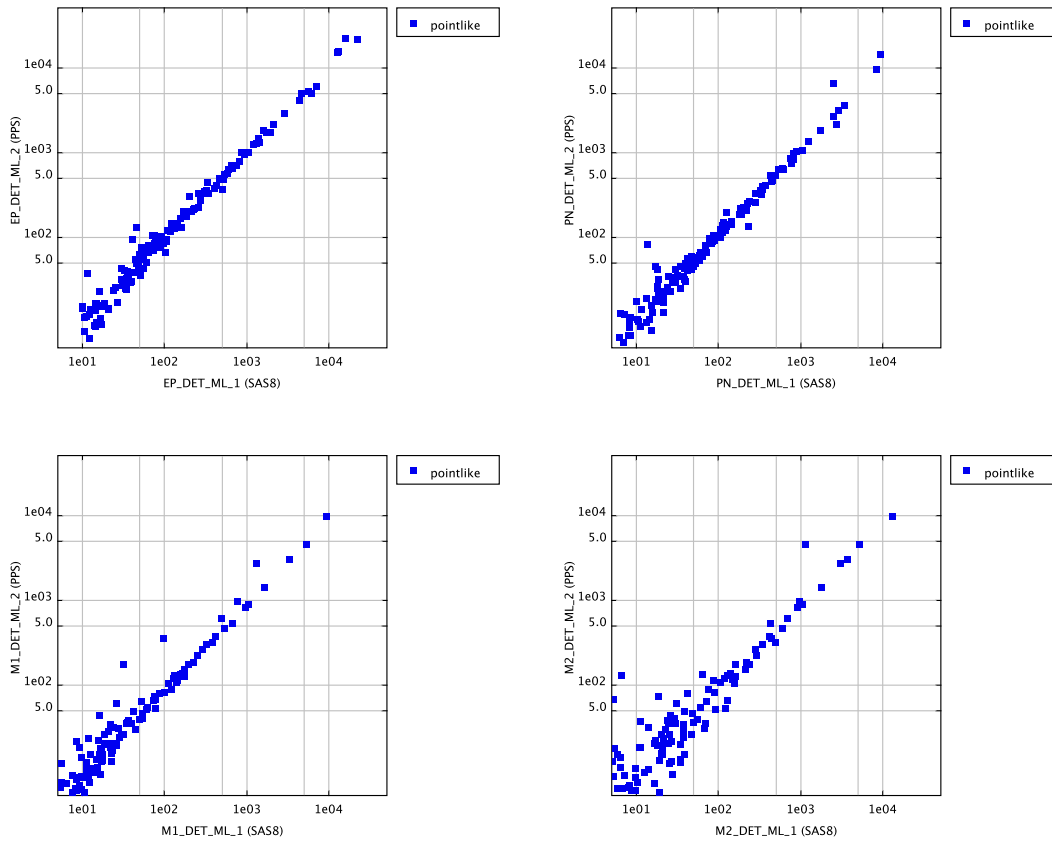 pointlike
pointlike
1e04
5.0
1e03
5.0
1e02
5.0
EP_DET_ML_2 (PPS)
1e01 1e02 1e03 1e04
EP_DET_ML_1 (SAS8)
1e04
5.0
1e03
5.0
1e02
5.0
PN_DET_ML_2 (PPS)
1e01 1e02 1e03 1e04
PN_DET_ML_1 (SAS8)
pointlike
pointlike
1e04
5.0
1e03
5.0
1e02
5.0
M1_DET_ML_2 (PPS)
1e01 1e02 1e03 1e04
M1_DET_ML_1 (SAS8)
1e04
5.0
1e03
5.0
1e02
5.0
M2_DET_ML_2 (PPS)
1e01 1e02 1e03 1e04
M2_DET_ML_1 (SAS8)